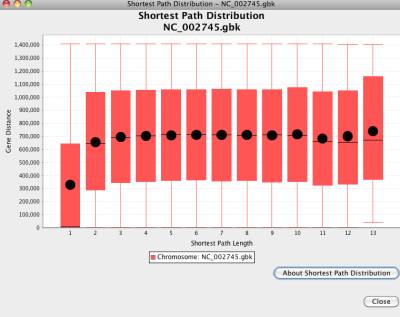 Shortest Path Distribution - NC_002745.gbk
Shortest Path Distribution
NC_002745.gbk
1,400,000
1,300,000
1,200,000
1,100,000
1,000,000
900,000
800,000
700,000
600,000
500,000
400,000
300,000
200,000
100,000
0
Gene Distance
1 2 3 4 5 6 7 8 9 10 11 12 13
Shortest Path Length
Chromosome: NC_002745.gbk
About Shortest Path Distribution
Close